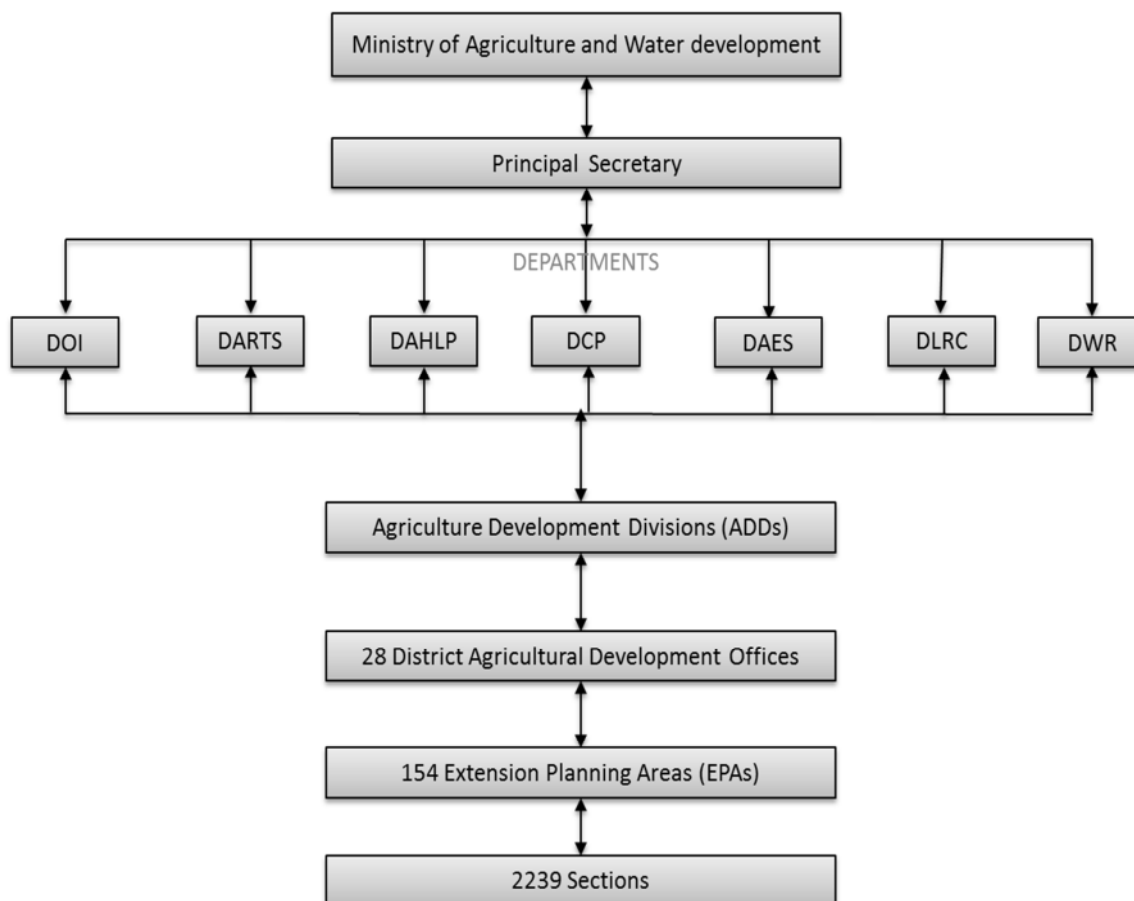 Ministry of Agriculture and Water development
Principal Secretary
DEPARTMENTS
DOI
DARTS
DAHLP
DCP
DAES
DLRC
DWR
Agriculture Development Divisions (ADDs)
28 District Agricultural Development Offices
154 Extension Planning Areas (EPAs)
2239 Sections